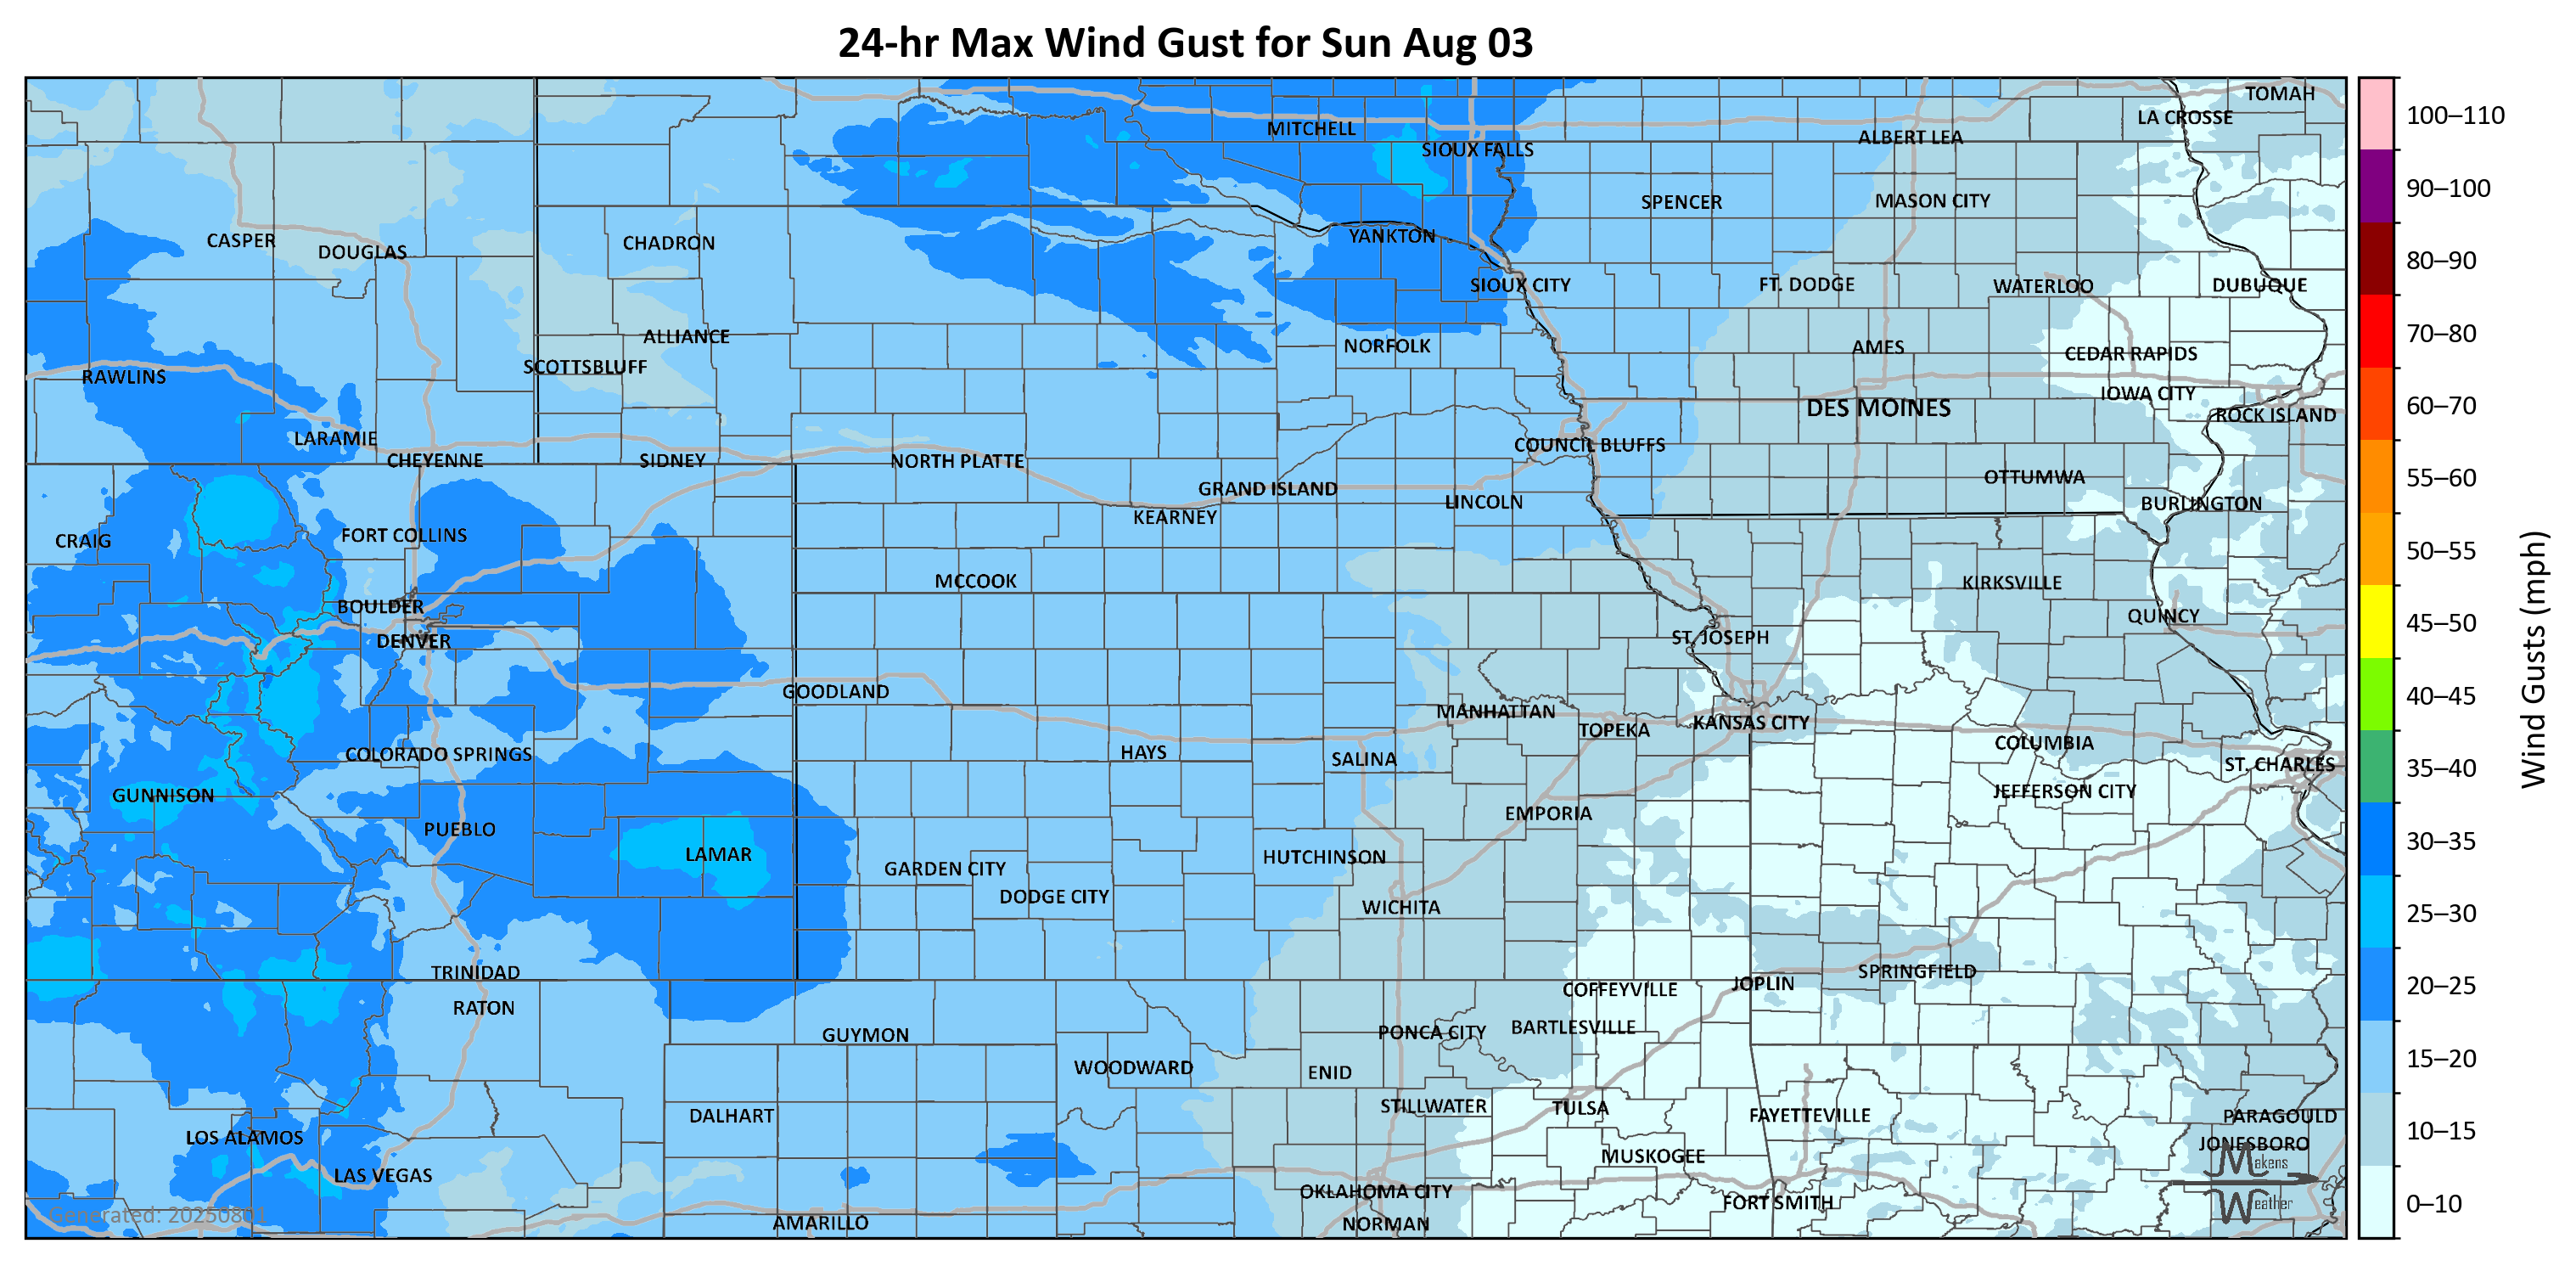 24-hr Max Wind Gust for Sun Aug 03
TOMAH
LA CROSSE
MITCHELL
ALBERT LEA
SIOUX FALLS
SPENCER
MASON CITY
YANKTON
CASPER
CHADRON
DOUGLAS
SIOUX CITY
FT. DODGE
WATERLOO
DUBUQUE
ALLIANCE
NORFOLK
AMES
CEDAR RAPIDS
SCOTTSBLUFF
RAWLINS
IOWA CITY
DES MOINES
ROCK ISLAND
LARAMIE
COUNCIL BLUFFS
CHEYENNE
SIDNEY
NORTH PLATTE
OTTUMWA
GRAND ISLAND
LINCOLN
BURLINGTON
KEARNEY
FORT COLLINS
CRAIG
MCCOOK
KIRKSVILLE
BOULDER
QUINCY
DENVER
ST. JOSEPH
GOODLAND
MANHATTAN
KANSAS CITY
TOPEKA
COLUMBIA
COLORADO SPRINGS
HAYS
SALINA
ST. CHARLES
GUNNISON
JEFFERSON CITY
EMPORIA
PUEBLO
LAMAR
HUTCHINSON
GARDEN CITY
DODGE CITY
WICHITA
TRINIDAD
SPRINGFIELD
JOPLIN
COFFEYVILLE
RATON
BARTLESVILLE
PONCA CITY
GUYMON
WOODWARD
ENID
STILLWATER
TULSA
DALHART
FAYETTEVILLE
PARAGOULD
LOS ALAMOS
JONESBORO
MUSKOGEE
LAS VEGAS
OKLAHOMA CITY
FORT SMITH
AMARILLO
NORMAN
Generated: 20250801
Makens
Weather
100–110
90–100
80–90
70–80
60–70
55–60
50–55
45–50
40–45
35–40
30–35
25–30
20–25
15–20
10–15
0–10
Wind Gusts (mph)